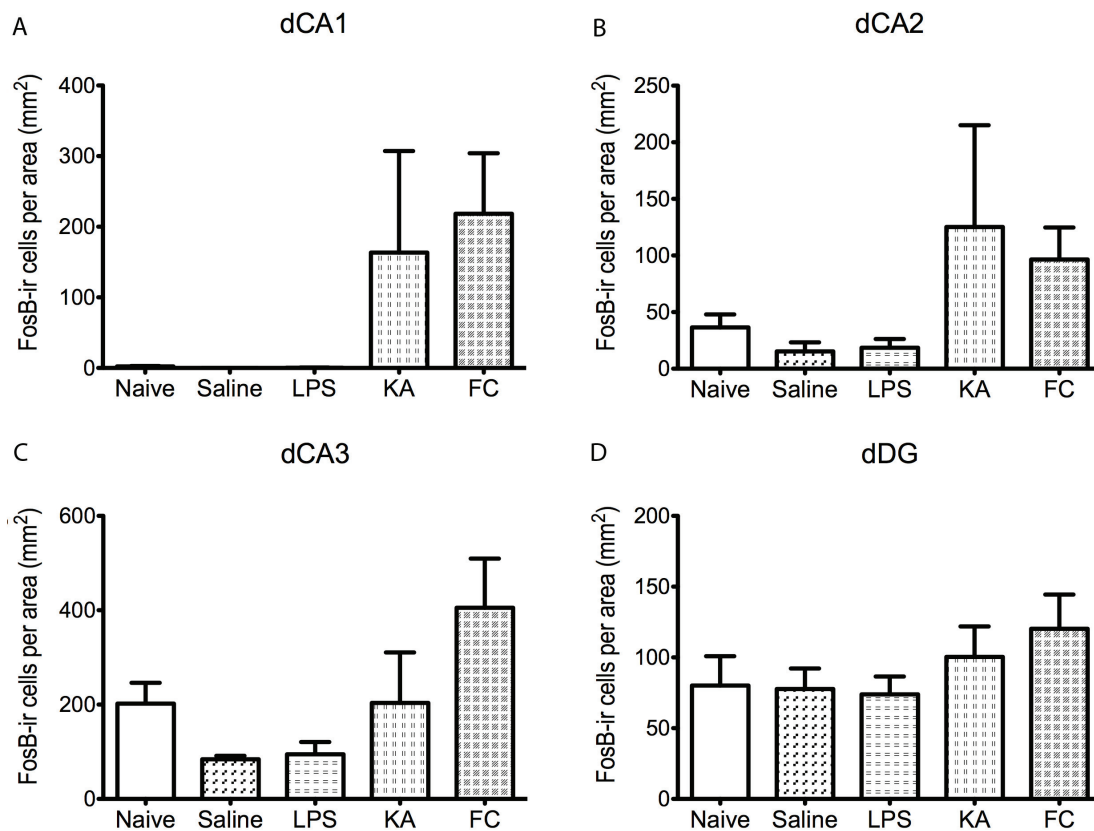 A
dCA1
FosB-ir cells per area (mm²)
400
300
200
100
0
Naive Saline LPS KA FC
B
dCA2
FosB-ir cells per area (mm²)
250
200
150
100
50
0
Naive Saline LPS KA FC
C
dCA3
FosB-ir cells per area (mm²)
600
400
200
0
Naive Saline LPS KA FC
D
dDG
FosB-ir cells per area (mm²)
200
150
100
50
0
Naive Saline LPS KA FC